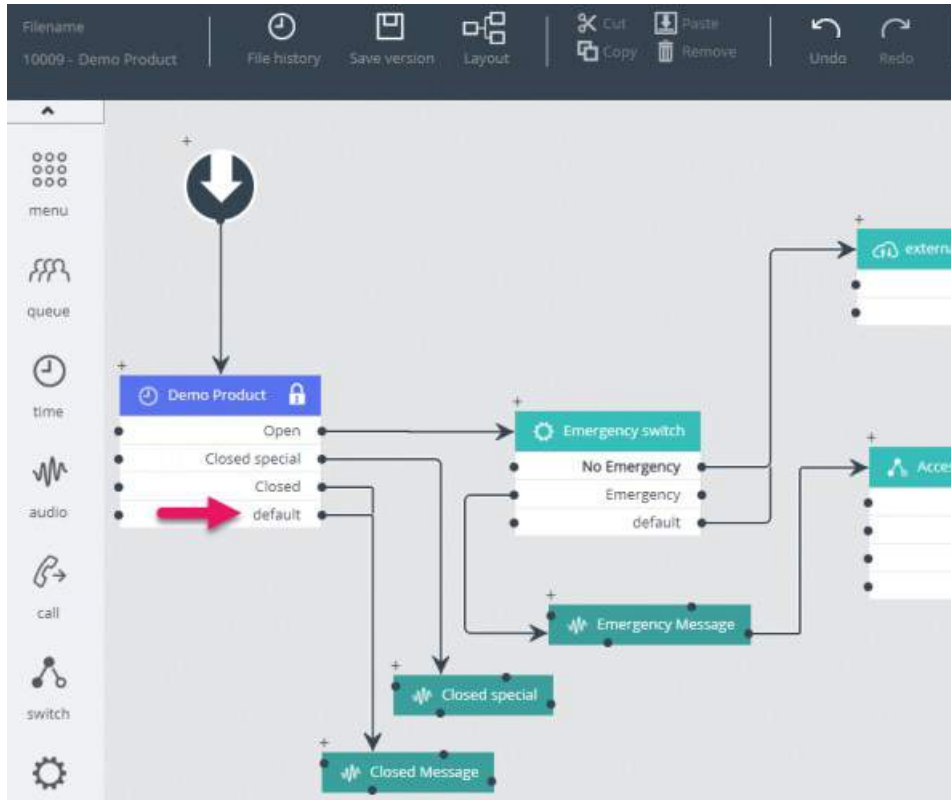 Filename
10009 - Demo Product
File history
Save version
Layout
Cut
Copy
Paste
Remove
Undo
Redo
menu
queue
time
audio
call
switch
Demo Product
Open
Closed special
Closed
default
Emergency switch
No Emergency
Emergency
default
externa
Acces
Emergency Message
Closed special
Closed Message